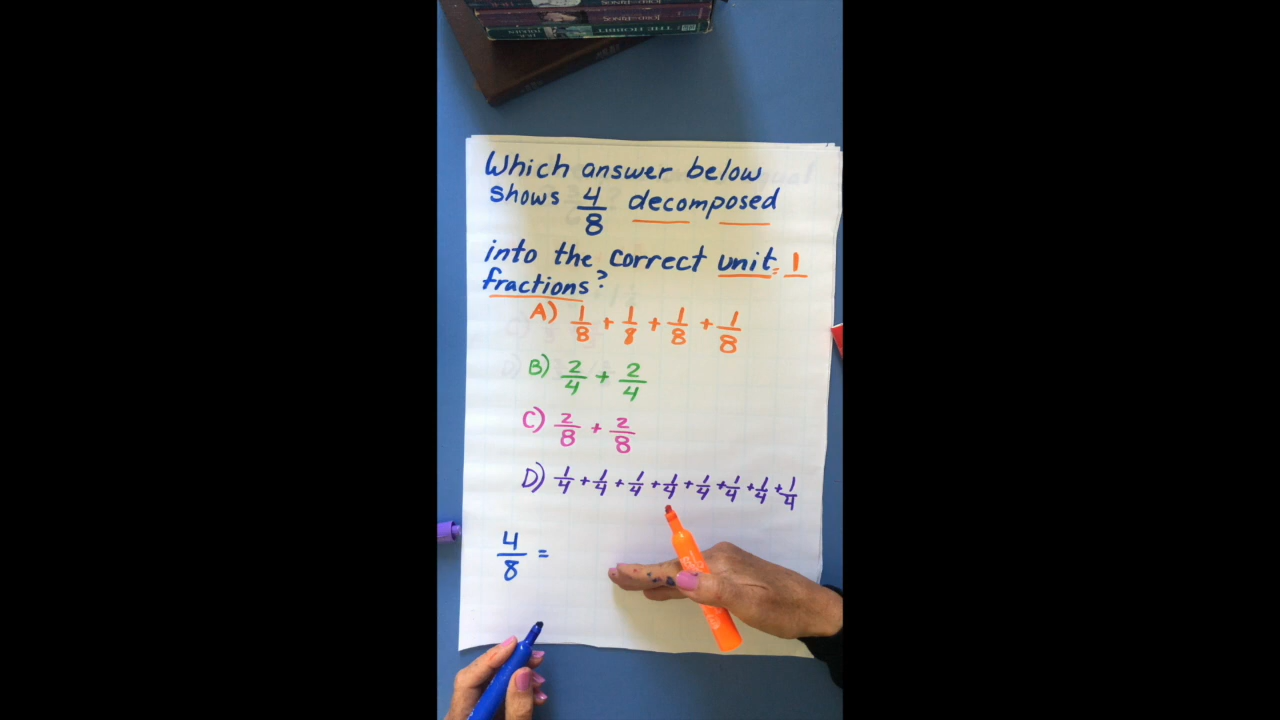 THE HOBBIT
Which answer below
shows 4/8 decomposed
into the correct unit = 1
fractions?
A) 1/8 + 1/8 + 1/8 + 1/8
B) 2/4 + 2/4
C) 2/8 + 2/8
D) 1/4 + 1/4 + 1/4 + 1/4 + 1/4 + 1/4 + 1/4 + 1/4
4/8 =